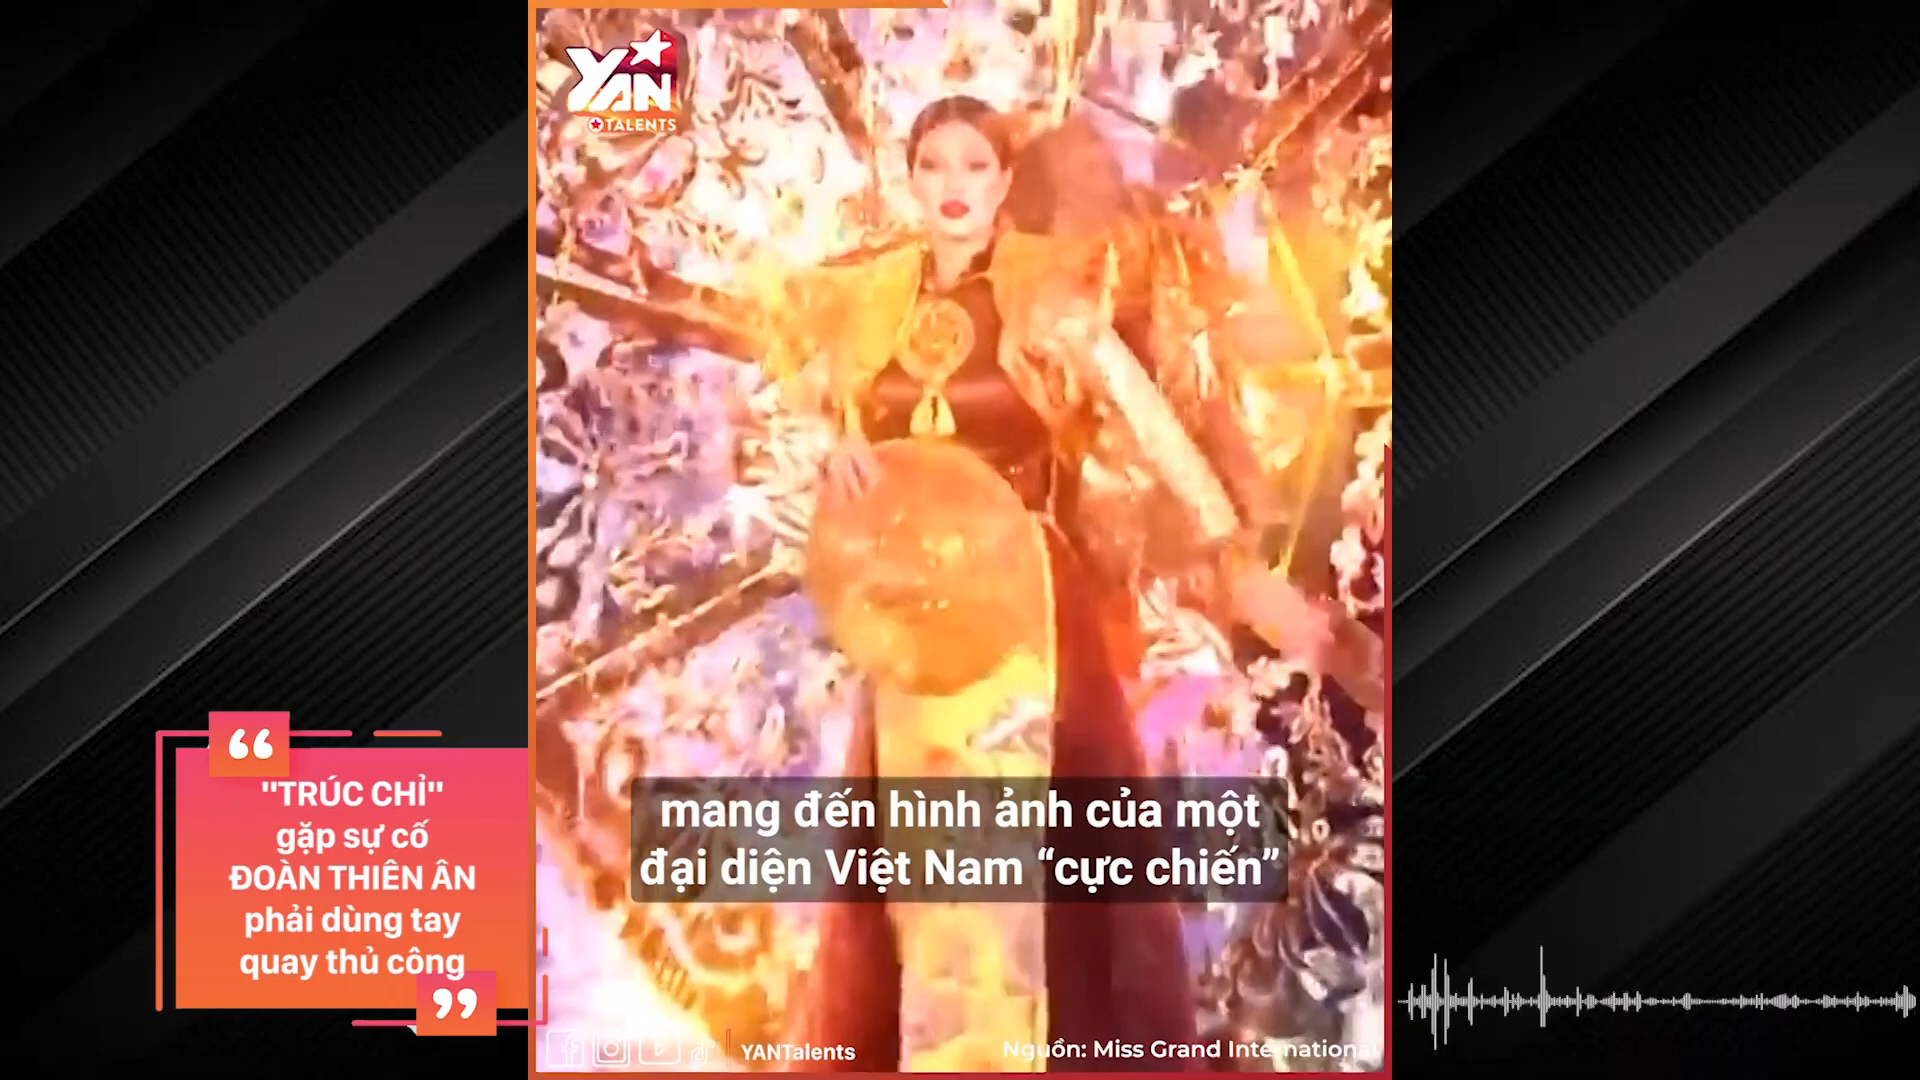 YAN
TALENTS
"TRÚC CHỈ"
gặp sự cố
ĐOÀN THIÊN ÂN
phải dùng tay
quay thủ công
mang đến hình ảnh của một
đại diện Việt Nam “cực chiến”
YANTalents
Nguồn: Miss Grand International